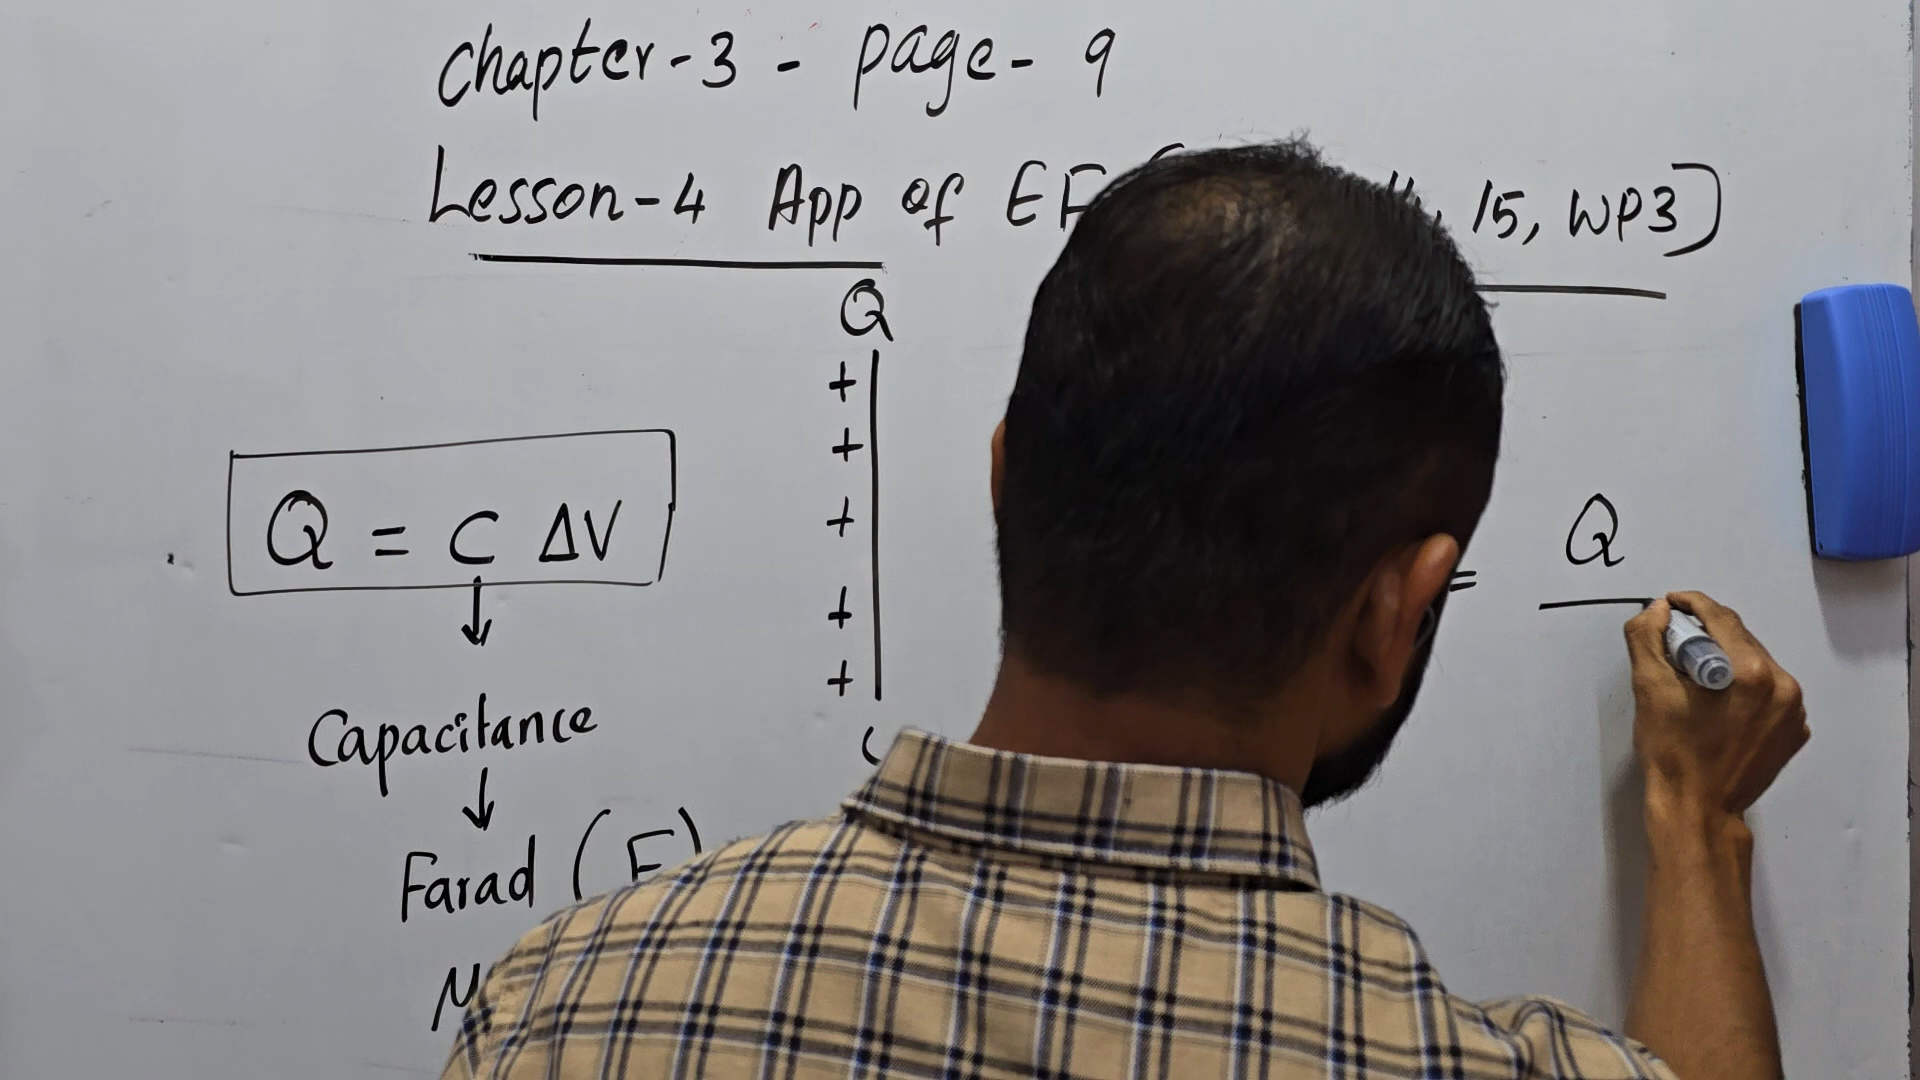 Chapter-3 - page- 9
Lesson-4 App of EF 15, WP3]
Q
+
+
+
+
+
Q = C ΔV
↓
Capacitance
↓
Farad (F)
= Q